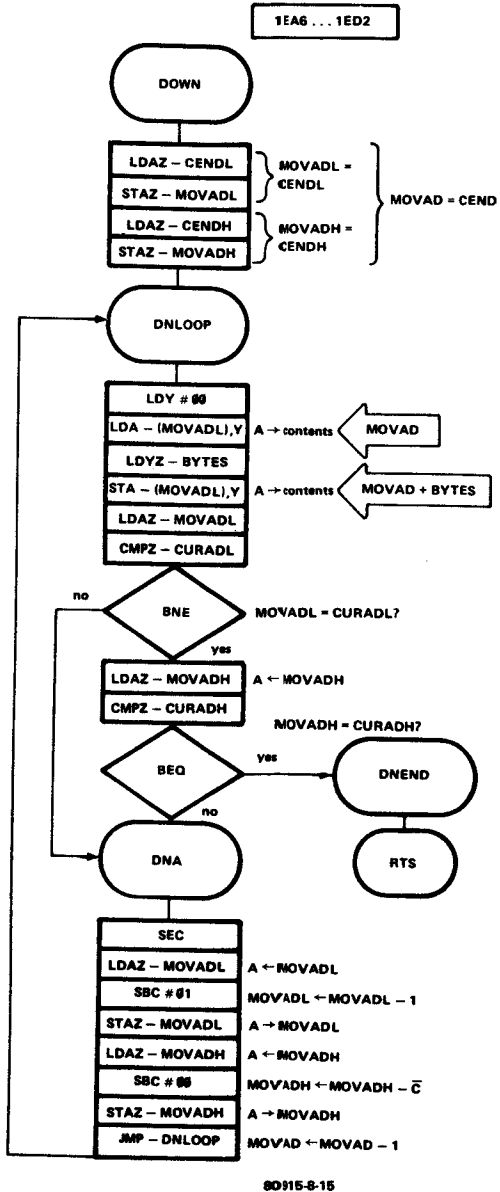 1EA6 . . . 1ED2
DOWN
LDAZ – CENDL
STAZ – MOVADL
LDAZ – CENDH
STAZ – MOVADH
MOVADL =
CENDL
MOVADH =
CENDH
MOVAD = CEND
DNLOOP
LDY # 00
LDA – (MOVADL),Y A → contents MOVAD
LDYZ – BYTES
STA – (MOVADL),Y A → contents MOVAD + BYTES
LDAZ – MOVADL
CMPZ – CURADL
no
BNE MOVADL = CURADL?
yes
LDAZ – MOVADH A ← MOVADH
CMPZ – CURADH
MOVADH = CURADH?
BEQ yes DNEND
no
DNA RTS
SEC
LDAZ – MOVADL A ← MOVADL
SBC # 01 MOVADL ← MOVADL – 1
STAZ – MOVADL A → MOVADL
LDAZ – MOVADH A ← MOVADH
SBC # 00 MOVADH ← MOVADH – C̅
STAZ – MOVADH A → MOVADH
JMP – DNLOOP MOVAD ← MOVAD – 1
80915-8-15